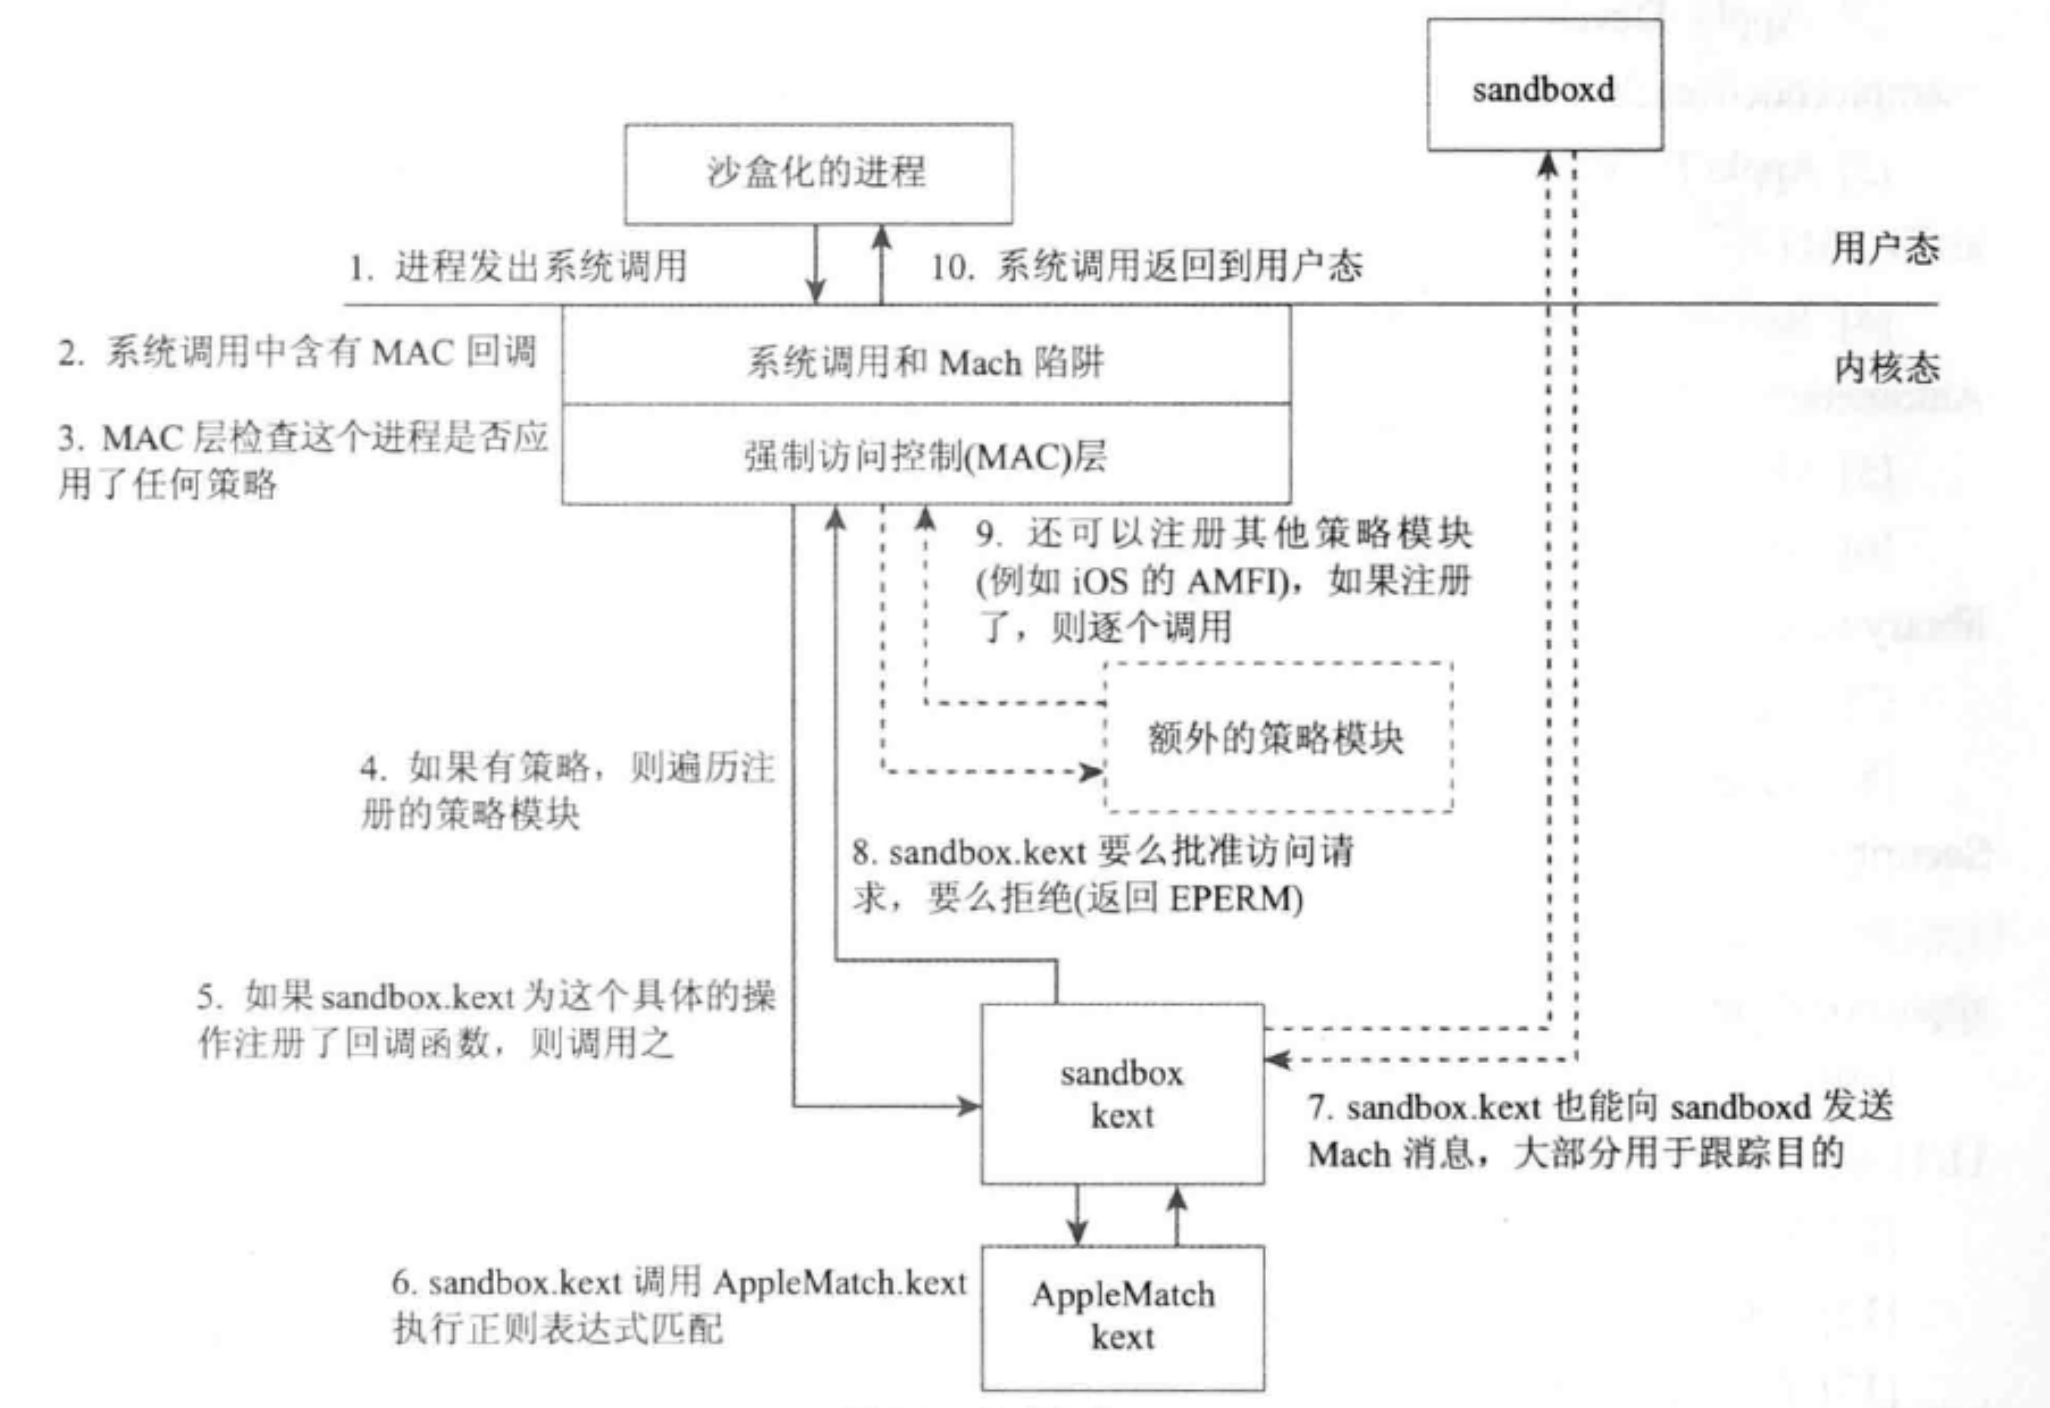 sandboxd
沙盒化的进程
1. 进程发出系统调用
10. 系统调用返回到用户态
用户态
2. 系统调用中含有 MAC 回调
系统调用和 Mach 陷阱
内核态
3. MAC 层检查这个进程是否应
用了任何策略
强制访问控制(MAC)层
9. 还可以注册其他策略模块
(例如 iOS 的 AMFI)，如果注册
了，则逐个调用
额外的策略模块
4. 如果有策略，则遍历注
册的策略模块
8. sandbox.kext 要么批准访问请
求，要么拒绝(返回 EPERM)
5. 如果 sandbox.kext 为这个具体的操
作注册了回调函数，则调用之
sandbox
kext
7. sandbox.kext 也能向 sandboxd 发送
Mach 消息，大部分用于跟踪目的
6. sandbox.kext 调用 AppleMatch.kext
执行正则表达式匹配
AppleMatch
kext